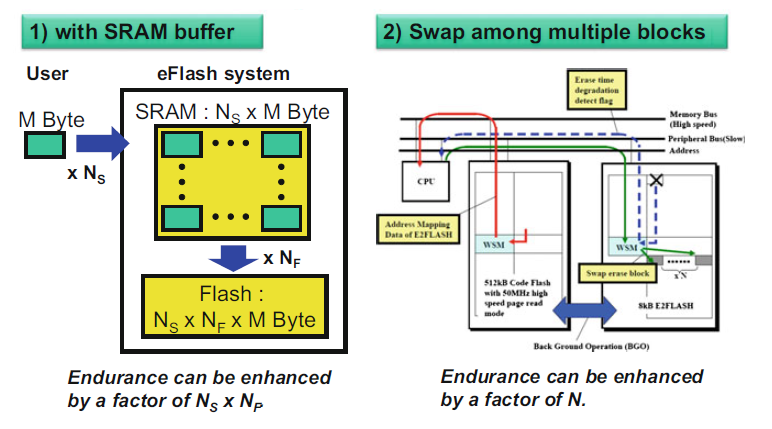 1) with SRAM buffer
User
eFlash system
M Byte
x NS
SRAM : NS x M Byte
x NF
Flash :
NS x NF x M Byte
Endurance can be enhanced
by a factor of NS x NP.
2) Swap among multiple blocks
Erase time
degradation
detect flag
Memory Bus
(High speed)
Peripheral Bus(Slow)
Address
CPU
Address Mapping
Data of E2FLASH
WSM
512kB Code Flash
with 50MHz high
speed page read
mode
WSM
Swap erase block
x N
8kB E2FLASH
Back Ground Operation (BGO)
Endurance can be enhanced
by a factor of N.